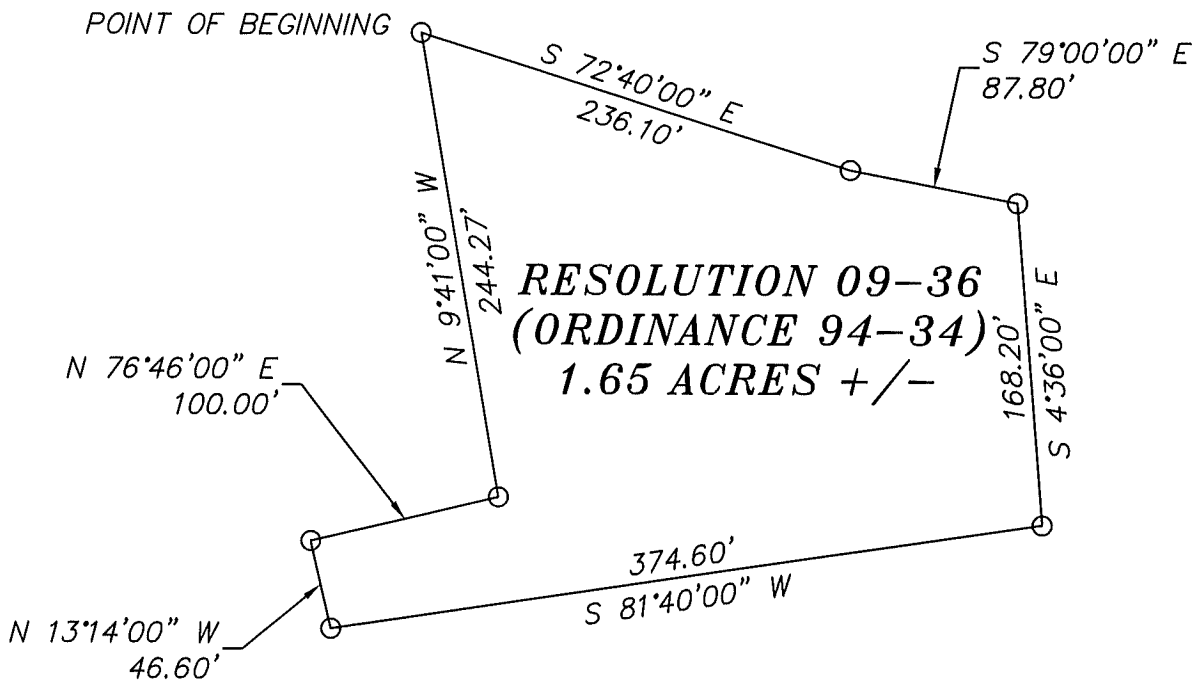 POINT OF BEGINNING
S 72°40'00" E
236.10'
S 79°00'00" E
87.80'
N 9°41'00" W
244.27'
RESOLUTION 09-36
(ORDINANCE 94-34)
1.65 ACRES +/-
168.20'
S 4°36'00" E
N 76°46'00" E
100.00'
374.60'
S 81°40'00" W
N 13°14'00" W
46.60'